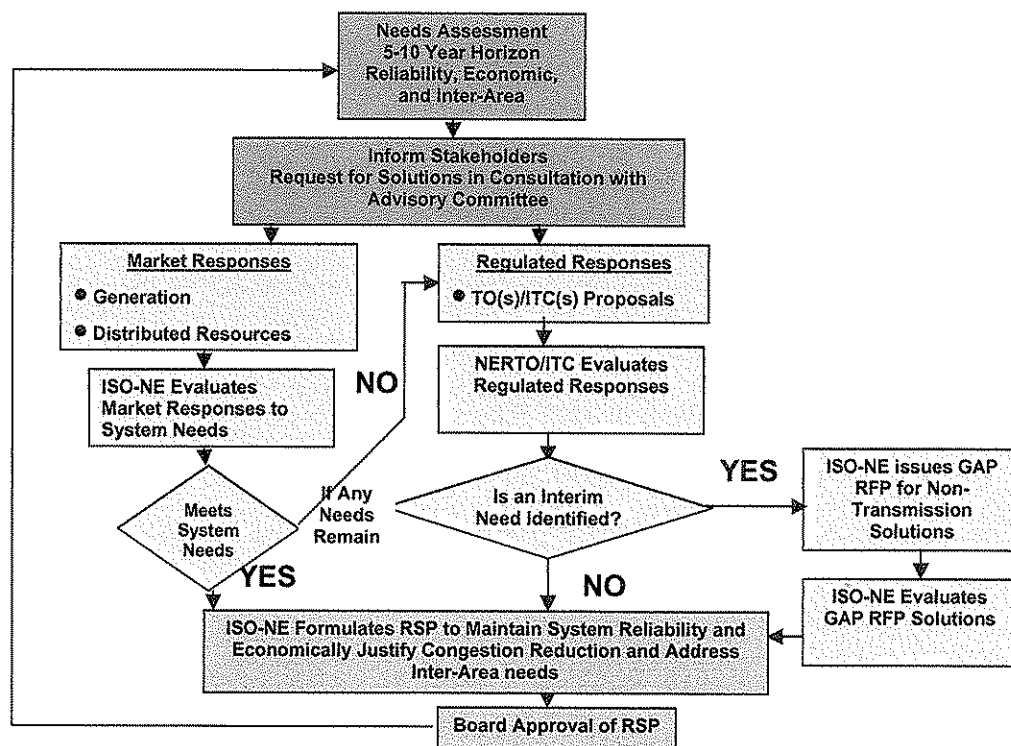 Needs Assessment
5-10 Year Horizon
Reliability, Economic,
and Inter-Area
Inform Stakeholders
Request for Solutions in Consultation with
Advisory Committee
Market Responses
● Generation
● Distributed Resources
Regulated Responses
● TO(s)/ITC(s) Proposals
ISO-NE Evaluates
Market Responses to
System Needs
NO
NERTO/ITC Evaluates
Regulated Responses
Meets
System
Needs
If Any
Needs
Remain
YES
Is an Interim
Need Identified?
YES
NO
ISO-NE issues GAP
RFP for Non-
Transmission
Solutions
ISO-NE Evaluates
GAP RFP Solutions
ISO-NE Formulates RSP to Maintain System Reliability and
Economically Justify Congestion Reduction and Address
Inter-Area needs
Board Approval of RSP